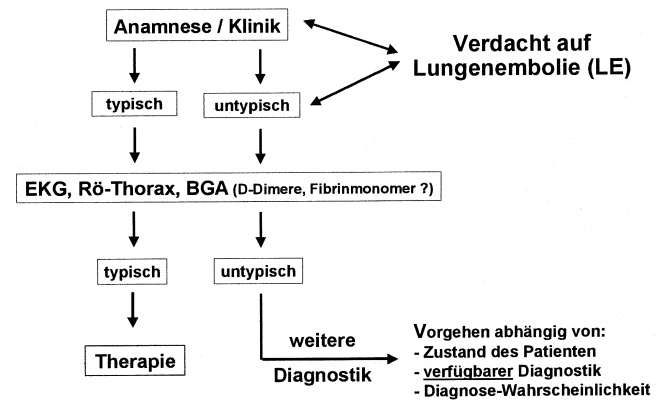 Anamnese / Klinik
Verdacht auf
Lungenembolie (LE)
typisch
untypisch
EKG, Rö-Thorax, BGA (D-Dimere, Fibrinmonomer ?)
typisch
untypisch
Therapie
weitere
Diagnostik
Vorgehen abhängig von:
- Zustand des Patienten
- verfügbarer Diagnostik
- Diagnose-Wahrscheinlichkeit